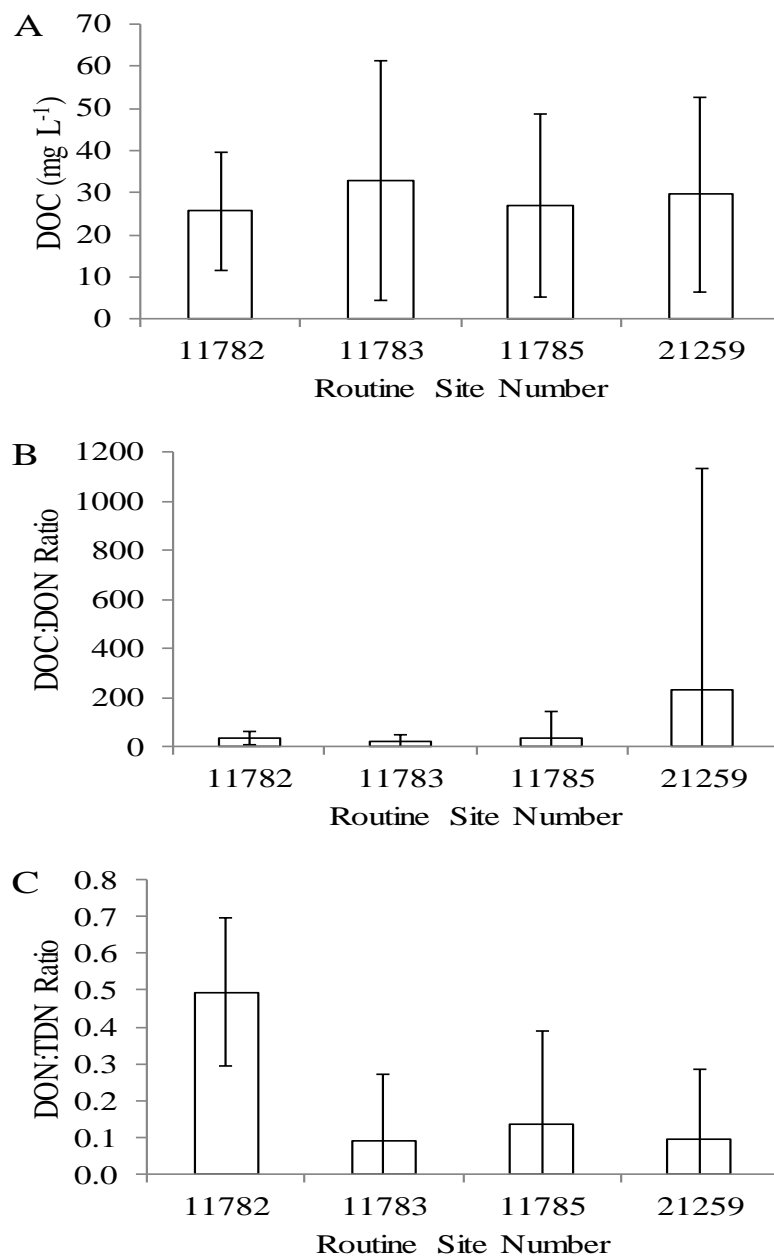 A
DOC (mg L-1)
70
60
50
40
30
20
10
0
11782 11783 11785 21259
Routine Site Number
B
DOC:DON Ratio
1200
1000
800
600
400
200
0
11782 11783 11785 21259
Routine Site Number
C
DON:TDN Ratio
0.8
0.7
0.6
0.5
0.4
0.3
0.2
0.1
0.0
11782 11783 11785 21259
Routine Site Number